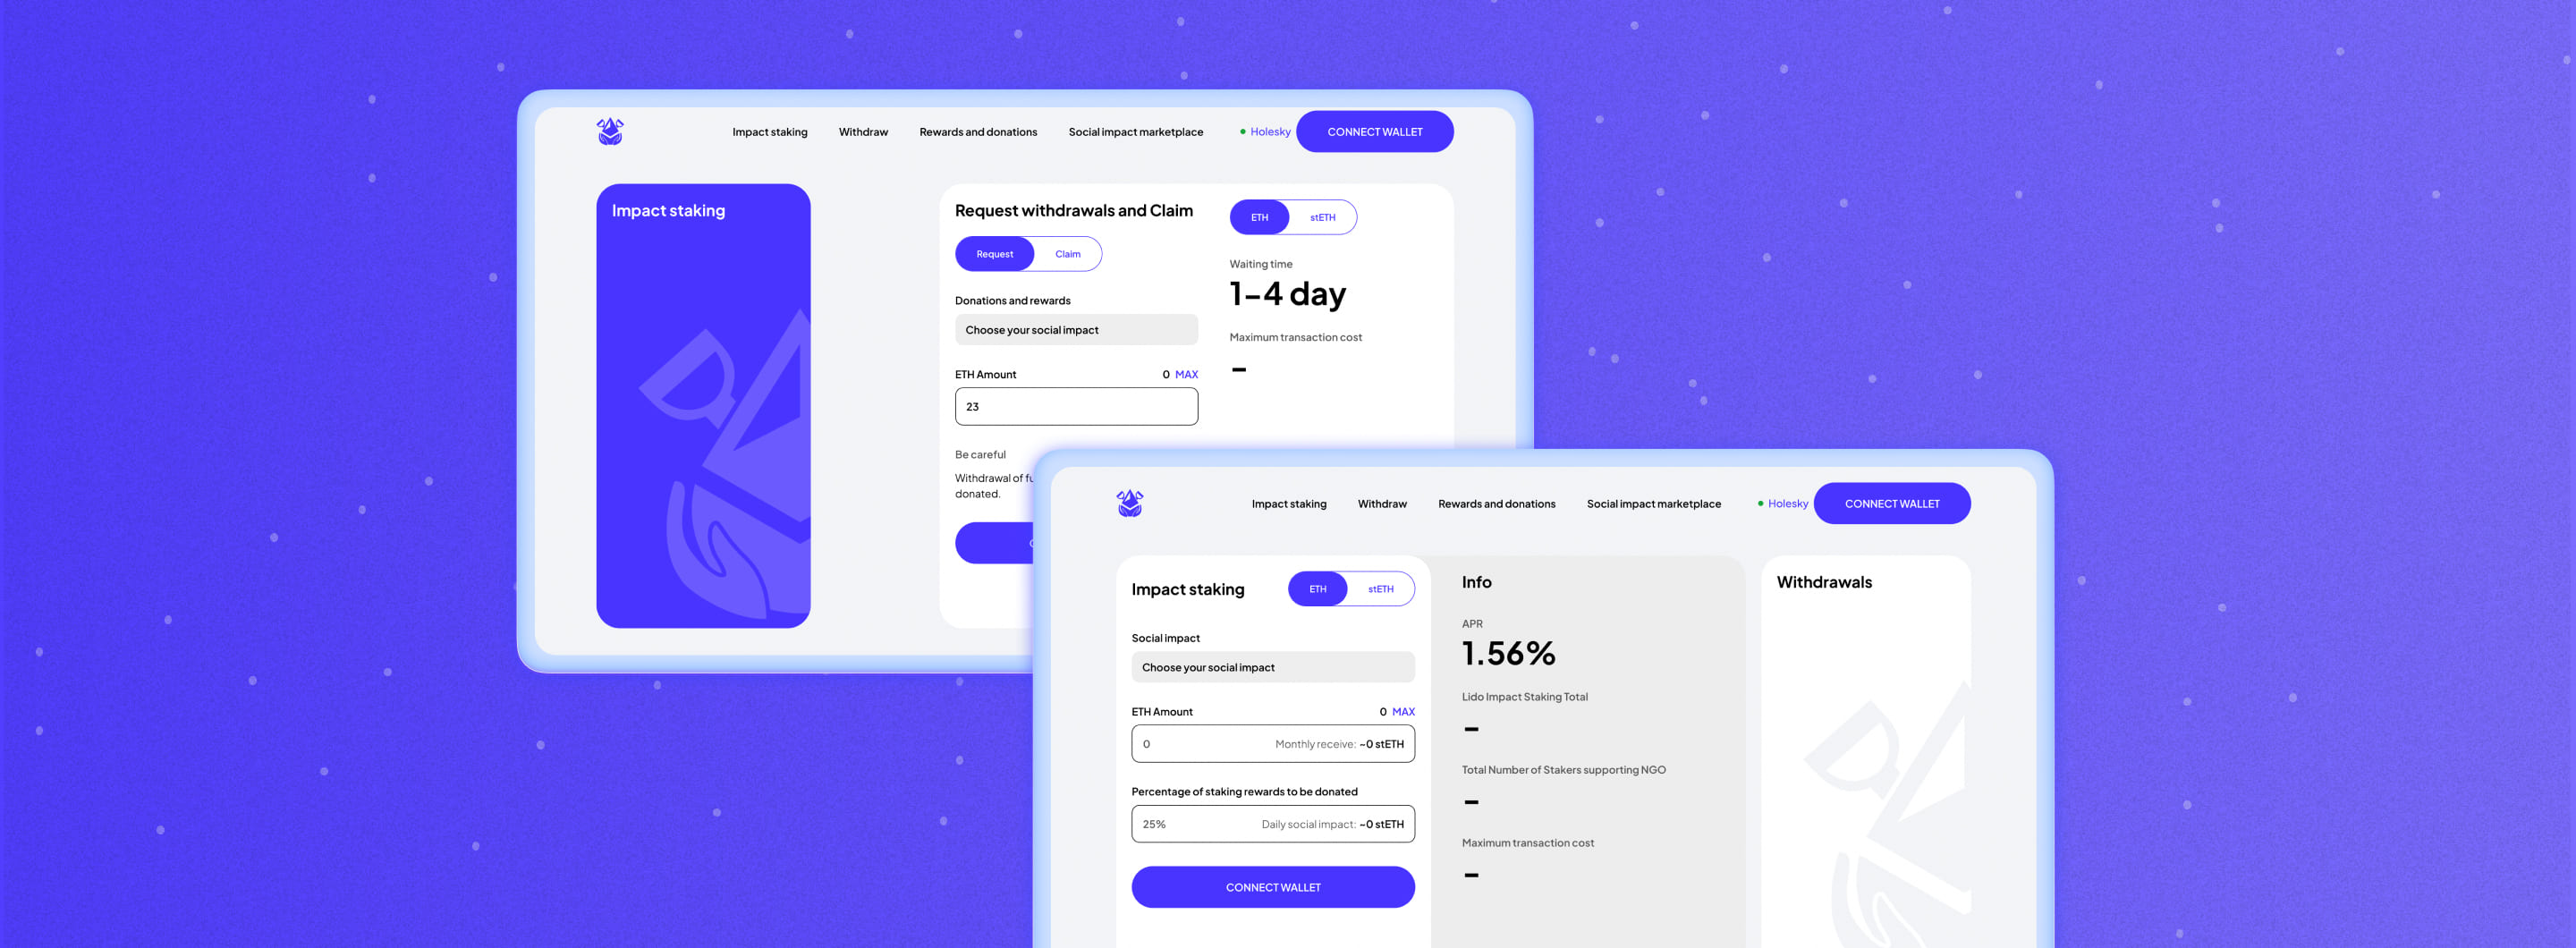 Impact staking Withdraw Rewards and donations Social impact marketplace Holesky CONNECT WALLET
Impact staking
Request withdrawals and Claim
Request Claim
Donations and rewards
Choose your social impact
ETH Amount 0 MAX
23
Be careful
Withdrawal of
donated.
ETH stETH
Waiting time
1–4 day
Maximum transaction cost
–
Impact staking Withdraw Rewards and donations Social impact marketplace Holesky CONNECT WALLET
Impact staking
ETH stETH
Social impact
Choose your social impact
ETH Amount 0 MAX
0 Monthly receive: ~0 stETH
Percentage of staking rewards to be donated
25% Daily social impact: ~0 stETH
CONNECT WALLET
Info
APR
1.56%
Lido Impact Staking Total
–
Total Number of Stakers supporting NGO
–
Maximum transaction cost
–
Withdrawals